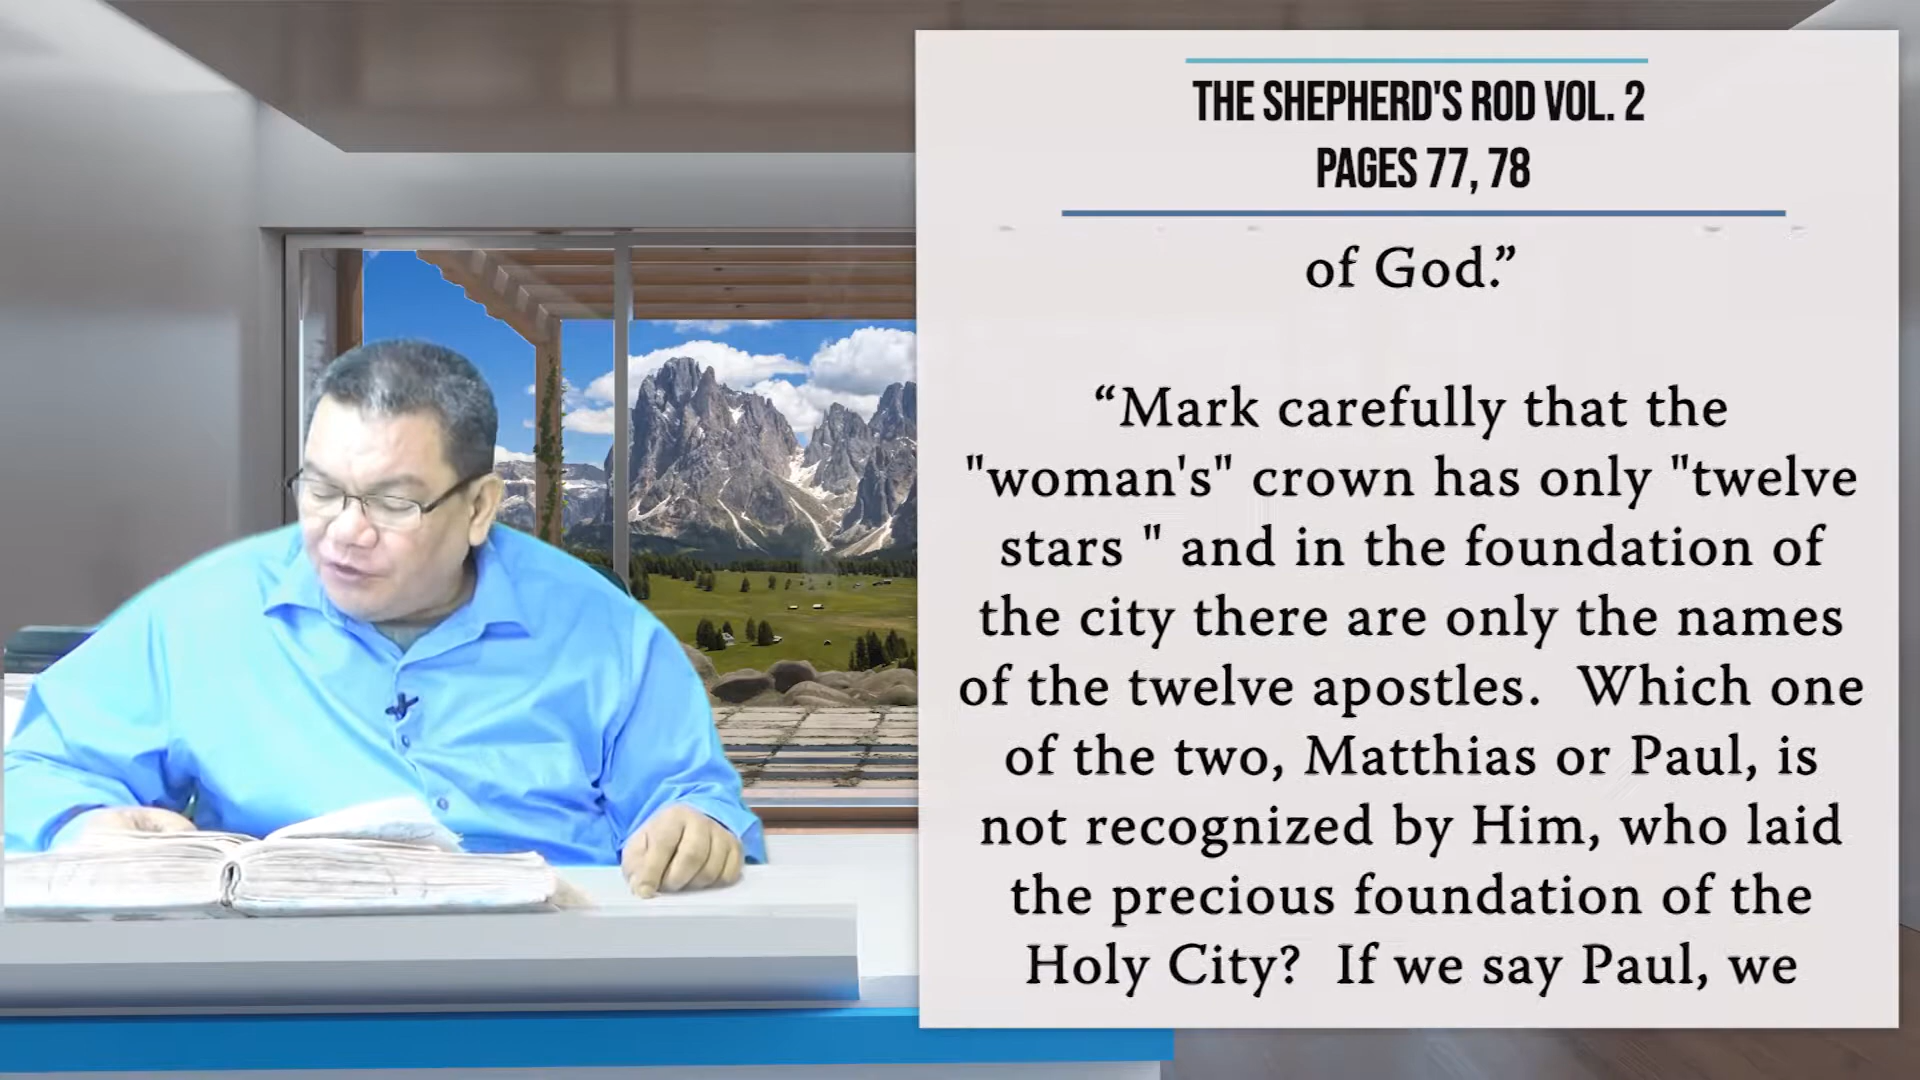 THE SHEPHERD'S ROD VOL. 2
PAGES 77, 78
of God.”
“Mark carefully that the
"woman's" crown has only "twelve
stars " and in the foundation of
the city there are only the names
of the twelve apostles.  Which one
of the two, Matthias or Paul, is
not recognized by Him, who laid
the precious foundation of the
Holy City?  If we say Paul, we